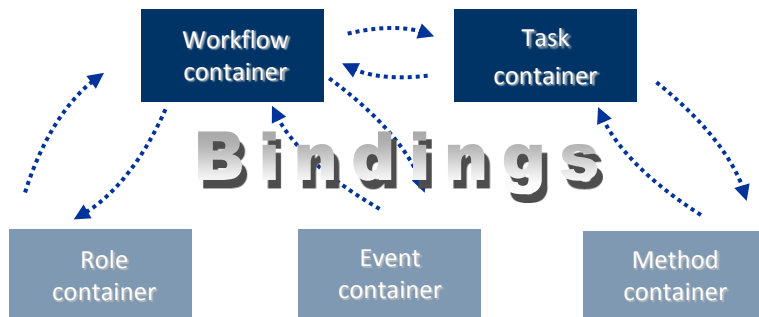 Workflow
container
Task
container
Bindings
Role
container
Event
container
Method
container